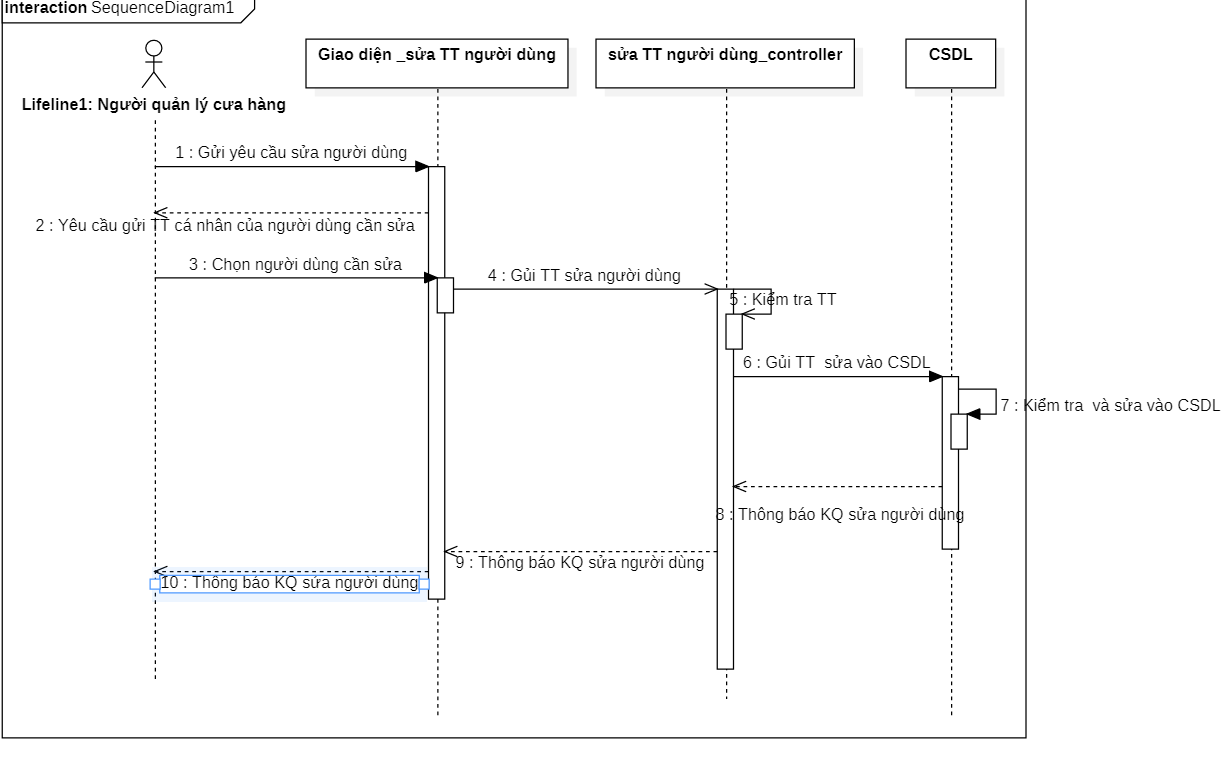 interaction SequenceDiagram1
Giao diện _sửa TT người dùng
sửa TT người dùng_controller
CSDL
Lifeline1: Người quản lý cưa hàng
1 : Gửi yêu cầu sửa người dùng
2 : Yêu cầu gửi TT cá nhân của người dùng cần sửa
3 : Chọn người dùng cần sửa
4 : Gủi TT sửa người dùng
5 : Kiểm tra TT
6 : Gủi TT  sửa vào CSDL
7 : Kiểm tra  và sửa vào CSDL
8 : Thông báo KQ sửa người dùng
9 : Thông báo KQ sửa người dùng
10 : Thông báo KQ sửa người dùng